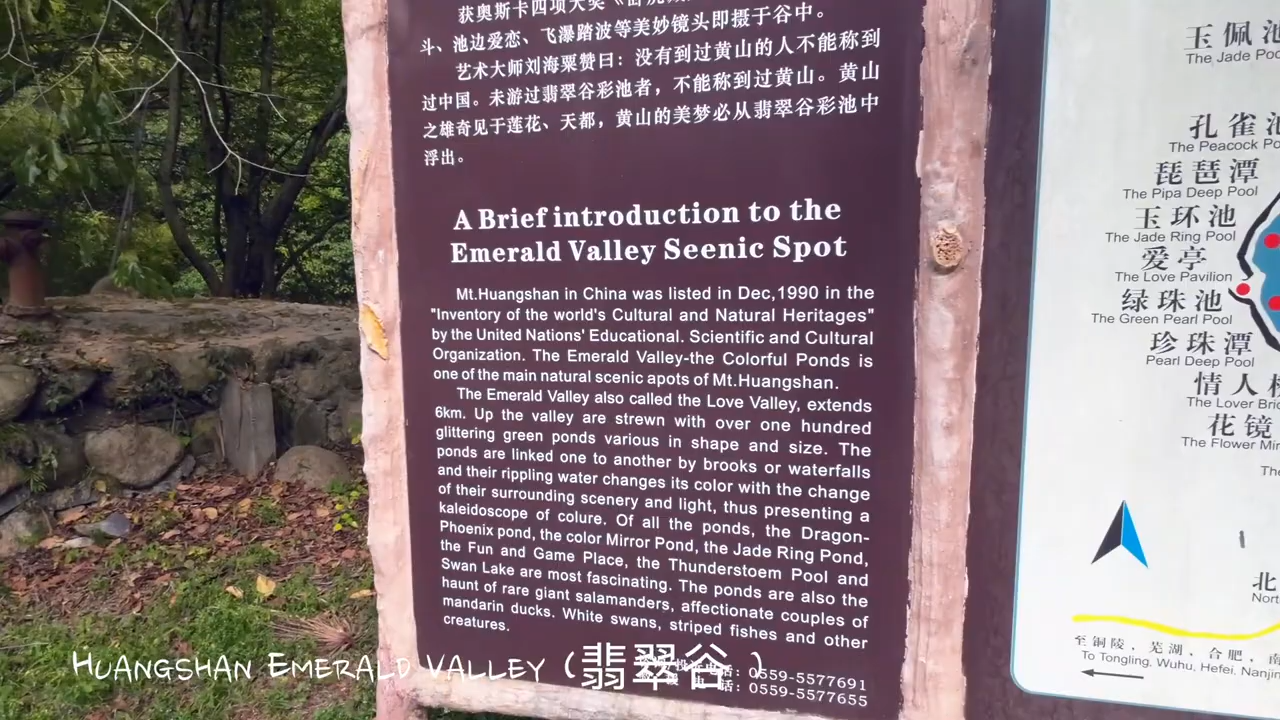 获奥斯卡四项大奖《卧虎藏
斗、池边爱恋、飞瀑踏波等美妙镜头即摄于谷中。
艺术大师刘海粟赞曰：没有到过黄山的人不能称到
过中国。未游过翡翠谷彩池者，不能称到过黄山。黄山
之雄奇见于莲花、天都，黄山的美梦必从翡翠谷彩池中
浮出。
A Brief introduction to the
Emerald Valley Seenic Spot
Mt.Huangshan in China was listed in Dec,1990 in the
"Inventory of the world's Cultural and Natural Heritages"
by the United Nations' Educational. Scientific and Cultural
Organization. The Emerald Valley-the Colorful Ponds is
one of the main natural scenic apots of Mt.Huangshan.
The Emerald Valley also called the Love Valley, extends
6km. Up the valley are strewn with over one hundred
glittering green ponds various in shape and size. The
ponds are linked one to another by brooks or waterfalls
and their rippling water changes its color with the change
of their surrounding scenery and light, thus presenting a
kaleidoscope of colure. Of all the ponds, the Dragon-
Phoenix pond, the color Mirror Pond, the Jade Ring Pond,
the Fun and Game Place, the Thunderstoem Pool and
Swan Lake are most fascinating. The ponds are also the
haunt of rare giant salamanders, affectionate couples of
mandarin ducks. White swans, striped fishes and other
creatures.
话：0559-5577691
话：0559-5577655
玉佩池
The Jade Poo
孔雀池
The Peacock Po
琵琶潭
The Pipa Deep Pool
玉环池
The Jade Ring Pool
爱亭
The Love Pavilion
绿珠池
The Green Pearl Pool
珍珠潭
Pearl Deep Pool
情人桥
The Lover Bri
花镜
The Flower Mir
The
北
Nort
至铜陵，芜湖，合肥，南
To Tongling, Wuhu, Hefei, Nanjin
HUANGSHAN EMERALD VALLEY (翡翠谷)